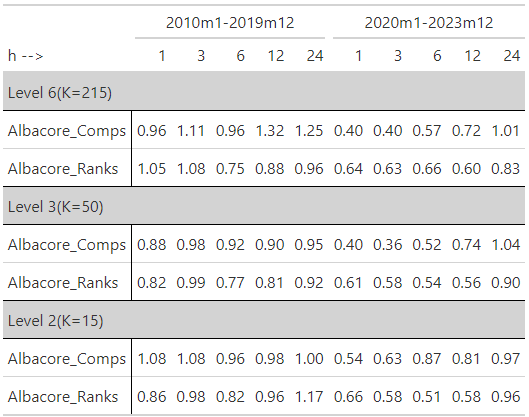 2010m1-2019m12 2020m1-2023m12
h --> 1 3 6 12 24 1 3 6 12 24
Level 6(K=215)
Albacore_Comps 0.96 1.11 0.96 1.32 1.25 0.40 0.40 0.57 0.72 1.01
Albacore_Ranks 1.05 1.08 0.75 0.88 0.96 0.64 0.63 0.66 0.60 0.83
Level 3(K=50)
Albacore_Comps 0.88 0.98 0.92 0.90 0.95 0.40 0.36 0.52 0.74 1.04
Albacore_Ranks 0.82 0.99 0.77 0.81 0.92 0.61 0.58 0.54 0.56 0.90
Level 2(K=15)
Albacore_Comps 1.08 1.08 0.96 0.98 1.00 0.54 0.63 0.87 0.81 0.97
Albacore_Ranks 0.86 0.98 0.82 0.96 1.17 0.66 0.58 0.51 0.58 0.96